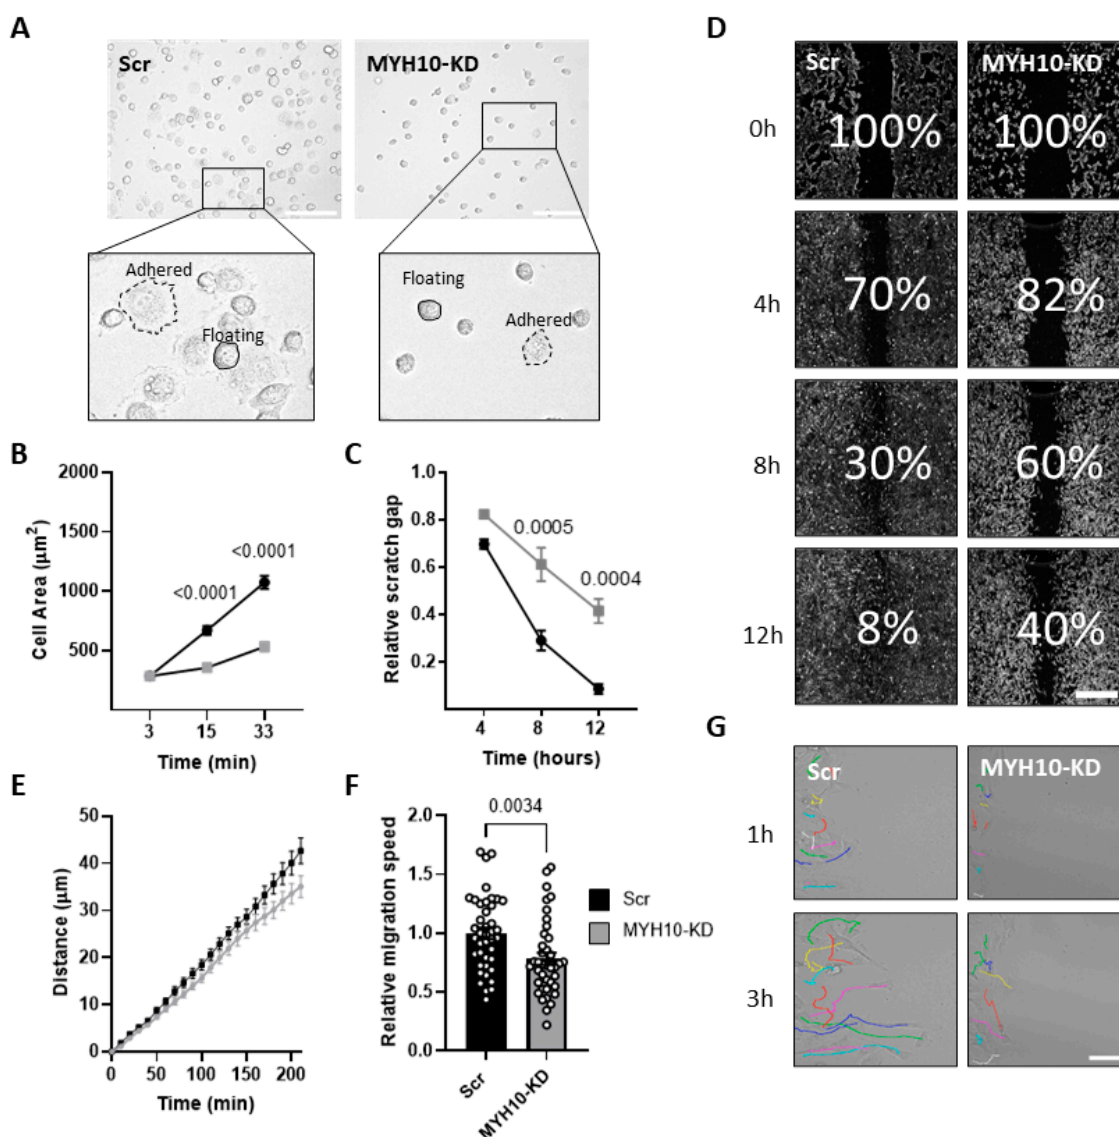 A
Scr
MYH10-KD
Adhered
Floating
Floating
Adhered
B
2000
1500
1000
500
Cell Area (µm²)
<0.0001
<0.0001
3
15
33
Time (min)
C
1.0
0.8
0.6
0.4
0.2
Relative scratch gap
0.0005
0.0004
4
8
12
Time (hours)
D
Scr
MYH10-KD
0h
100%
100%
4h
70%
82%
8h
30%
60%
12h
8%
40%
E
50
40
30
20
10
0
Distance (µm)
0
50
100
150
200
Time (min)
F
2.0
1.5
1.0
0.5
0.0
Relative migration speed
0.0034
Scr
MYH10-KD
Scr
MYH10-KD
G
Scr
MYH10-KD
1h
3h